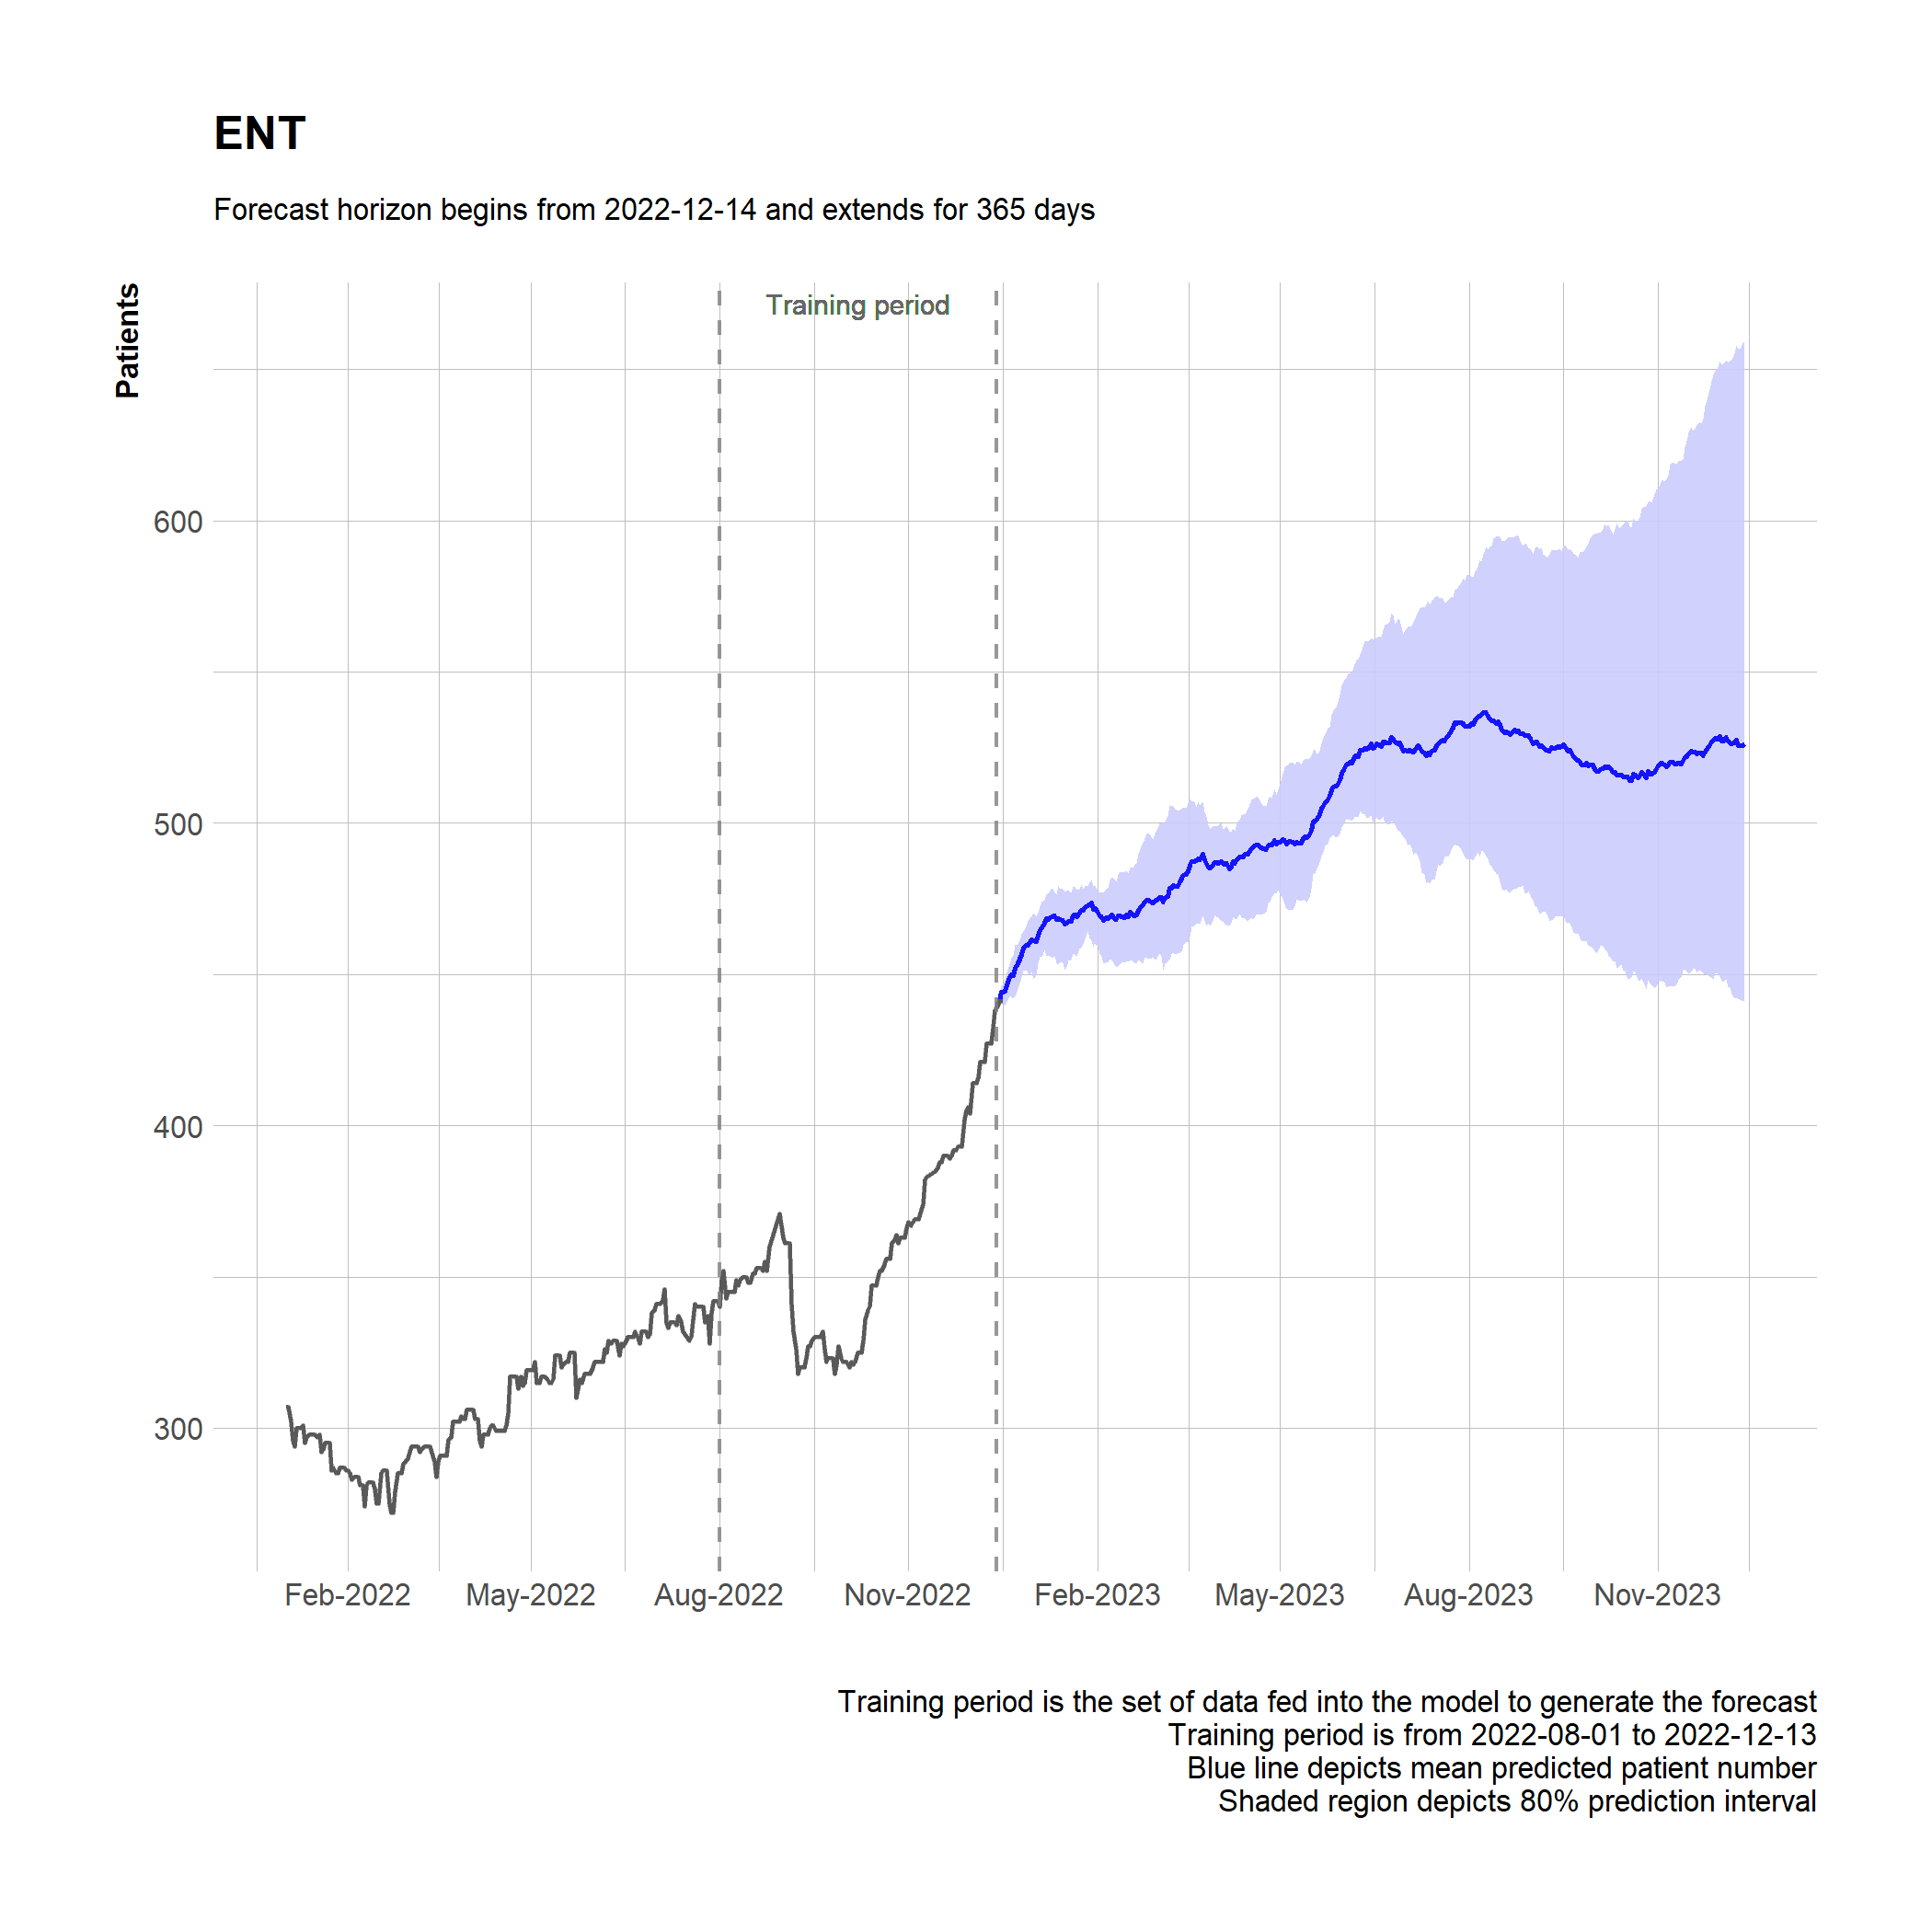 ENT
Forecast horizon begins from 2022-12-14 and extends for 365 days
Patients
Training period
600
500
400
300
Feb-2022 May-2022 Aug-2022 Nov-2022 Feb-2023 May-2023 Aug-2023 Nov-2023
Training period is the set of data fed into the model to generate the forecast
Training period is from 2022-08-01 to 2022-12-13
Blue line depicts mean predicted patient number
Shaded region depicts 80% prediction interval